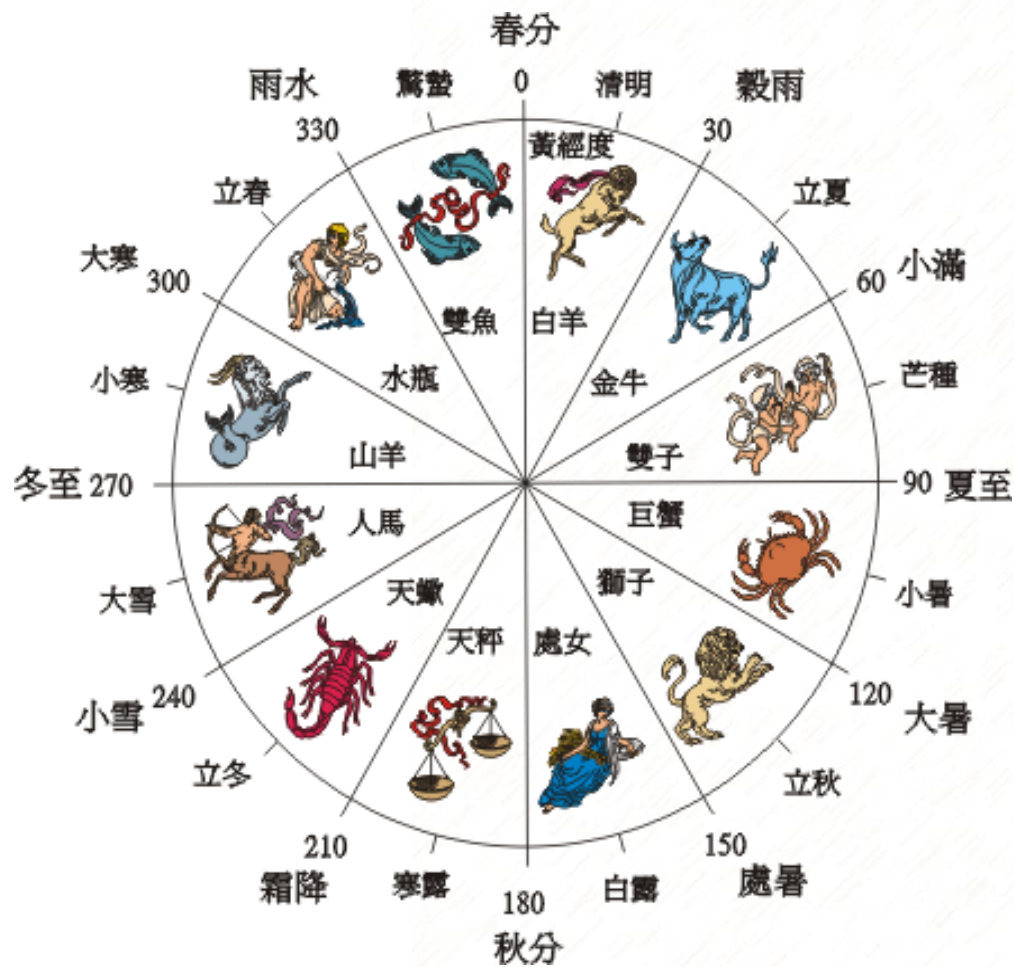 春分
0
驚蟄
清明
雨水
330
穀雨
30
黃經度
立春
立夏
大寒
300
小滿
60
雙魚
白羊
小寒
水瓶
金牛
芒種
山羊
雙子
冬至 270
90 夏至
人馬
巨蟹
大雪
天蠍
獅子
小暑
天秤
處女
小雪
240
120
大暑
立冬
立秋
210
霜降
寒露
180
白露
150
處暑
秋分